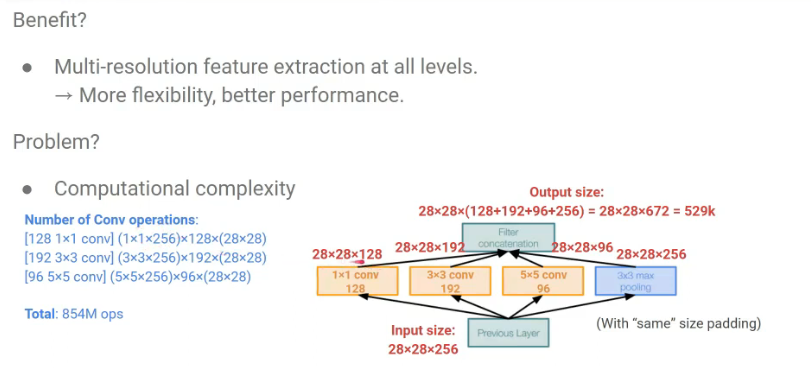 Benefit?
● Multi-resolution feature extraction at all levels.
→ More flexibility, better performance.
Problem?
● Computational complexity
Number of Conv operations:
[128 1×1 conv] (1×1×256)×128×(28×28)
[192 3×3 conv] (3×3×256)×192×(28×28)
[96 5×5 conv] (5×5×256)×96×(28×28)
Total: 854M ops
Output size:
28×28×(128+192+96+256) = 28×28×672 = 529k
Filter
concatenation
28×28×128
28×28×192
28×28×96
28×28×256
1×1 conv
128
3×3 conv
192
5×5 conv
96
3x3 max
pooling
Input size:
28×28×256
Previous Layer
(With “same” size padding)